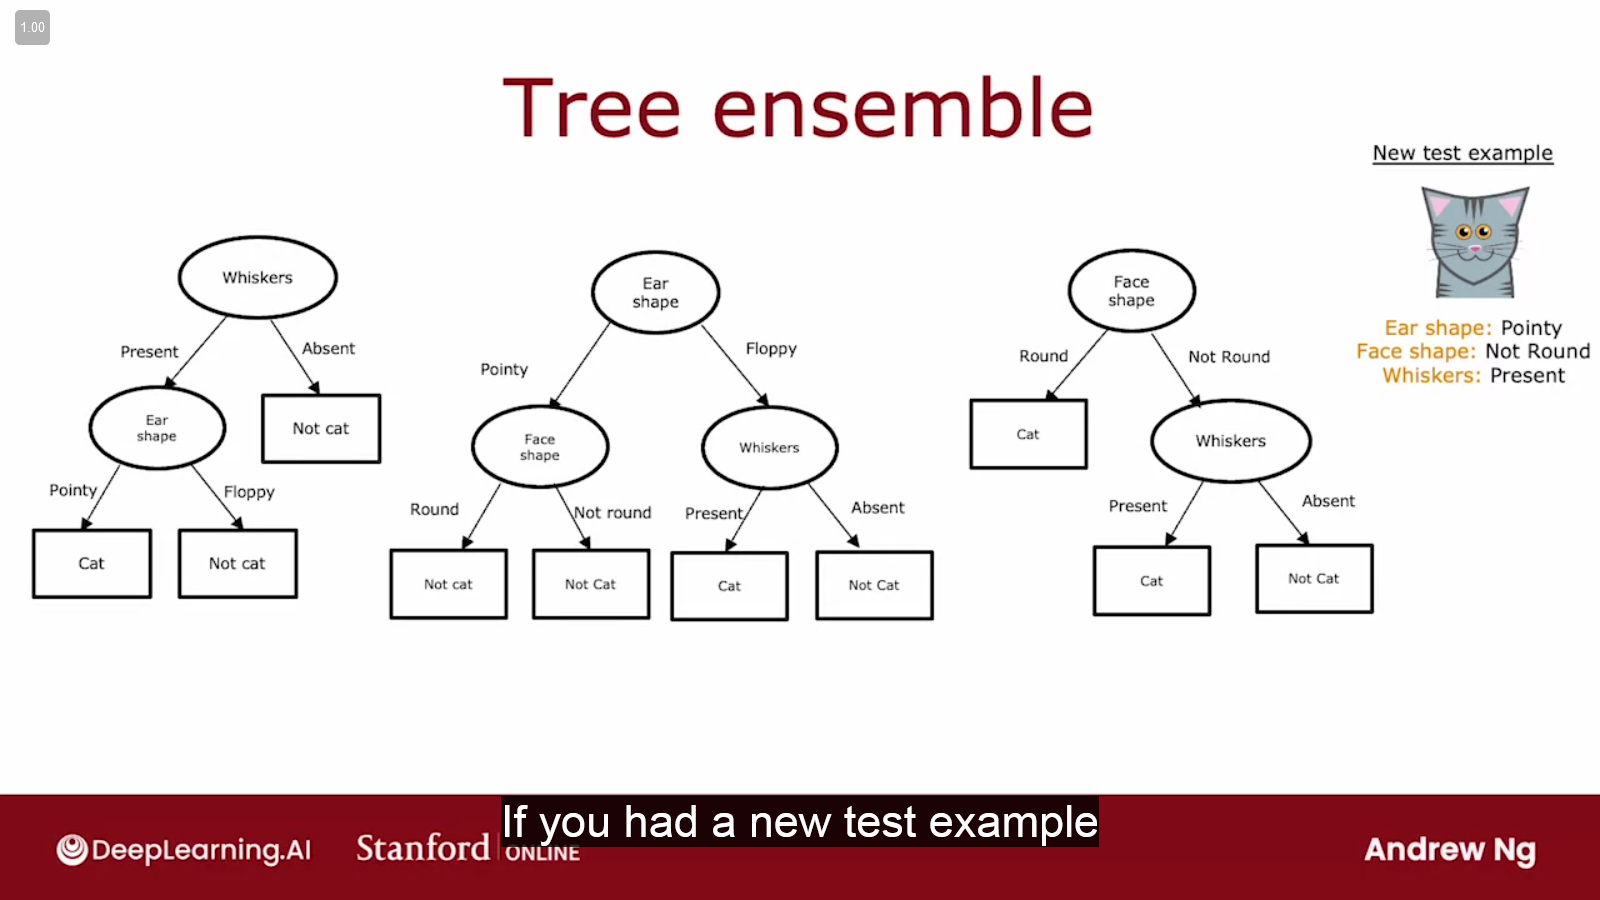 1.00
Tree ensemble
New test example
Ear shape: Pointy
Face shape: Not Round
Whiskers: Present
Whiskers
Present
Absent
Ear
shape
Not cat
Pointy
Floppy
Cat
Not cat
Ear
shape
Pointy
Floppy
Face
shape
Whiskers
Round
Not round
Present
Absent
Not cat
Not Cat
Cat
Not Cat
Face
shape
Round
Not Round
Cat
Whiskers
Present
Absent
Cat
Not Cat
If you had a new test example
DeepLearning.AI
Stanford ONLINE
Andrew Ng